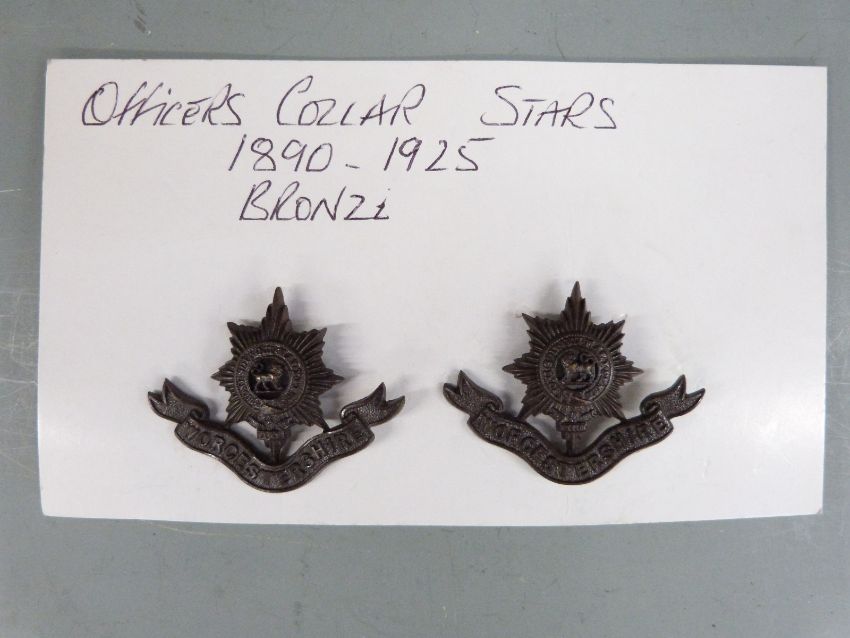 Officers Collar Stars
1890-1925
Bronze
WORCESTERSHIRE
WORCESTERSHIRE